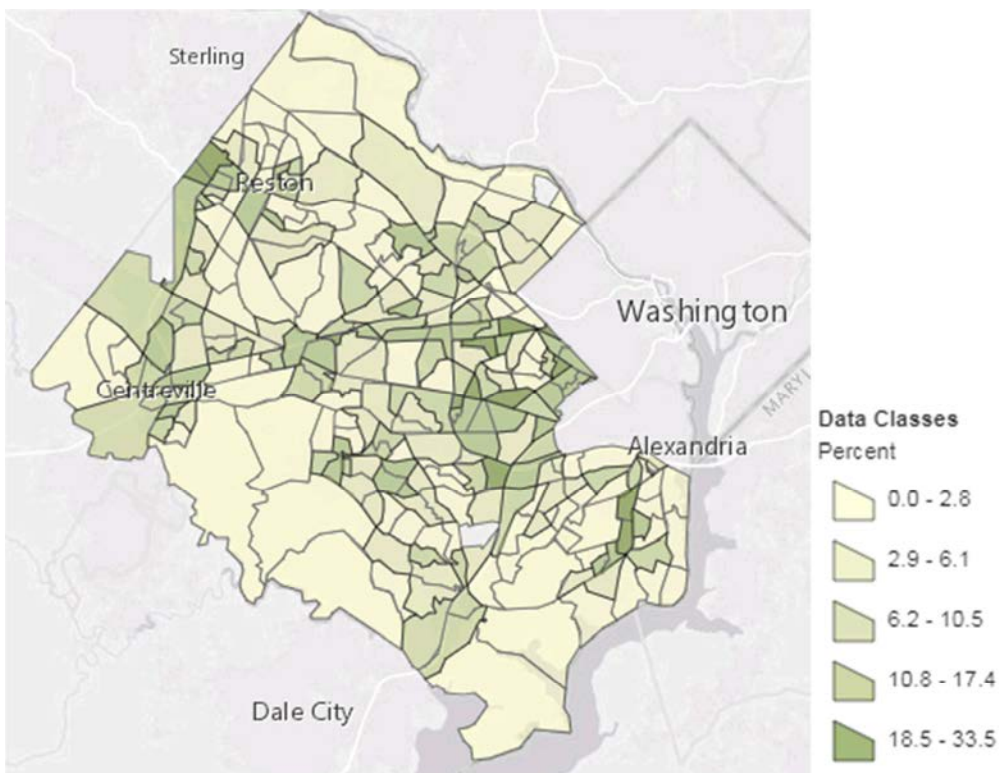 Sterling
Reston
Washington
Centreville
MARYL
Alexandria
Dale City
Data Classes
Percent
0.0 - 2.8
2.9 - 6.1
6.2 - 10.5
10.8 - 17.4
18.5 - 33.5